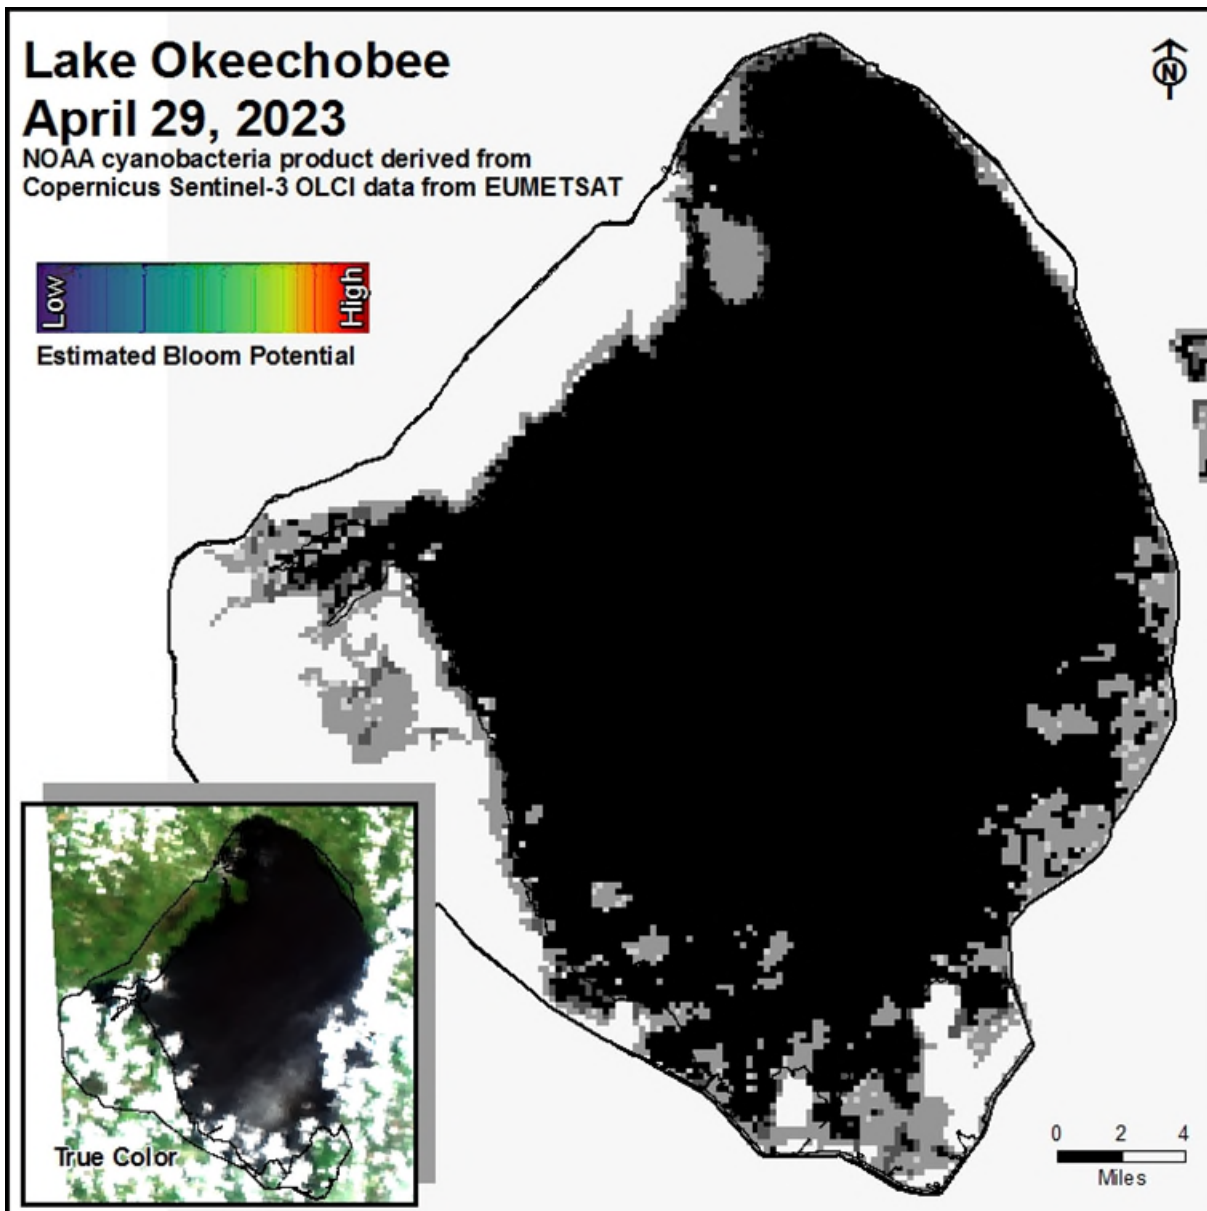 Lake Okeechobee
April 29, 2023
NOAA cyanobacteria product derived from
Copernicus Sentinel-3 OLCI data from EUMETSAT
N
Low
High
Estimated Bloom Potential
True Color
0 2 4
Miles